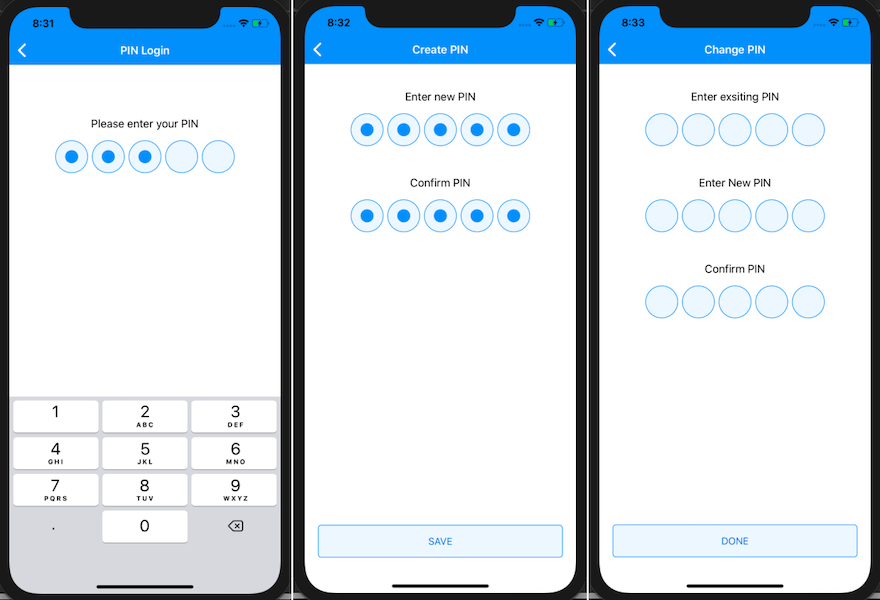 8:31
PIN Login
Please enter your PIN
1
2
ABC
3
DEF
4
GHI
5
JKL
6
MNO
7
PQRS
8
TUV
9
WXYZ
.
0
8:32
Create PIN
Enter new PIN
Confirm PIN
SAVE
8:33
Change PIN
Enter exsiting PIN
Enter New PIN
Confirm PIN
DONE